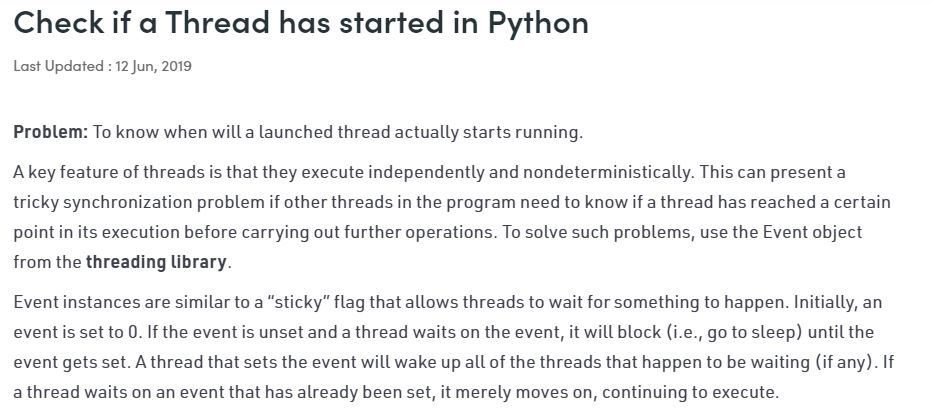 Check if a Thread has started in Python
Last Updated : 12 Jun, 2019
Problem: To know when will a launched thread actually starts running.
A key feature of threads is that they execute independently and nondeterministically. This can present a
tricky synchronization problem if other threads in the program need to know if a thread has reached a certain
point in its execution before carrying out further operations. To solve such problems, use the Event object
from the threading library.
Event instances are similar to a “sticky” flag that allows threads to wait for something to happen. Initially, an
event is set to 0. If the event is unset and a thread waits on the event, it will block (i.e., go to sleep) until the
event gets set. A thread that sets the event will wake up all of the threads that happen to be waiting (if any). If
a thread waits on an event that has already been set, it merely moves on, continuing to execute.